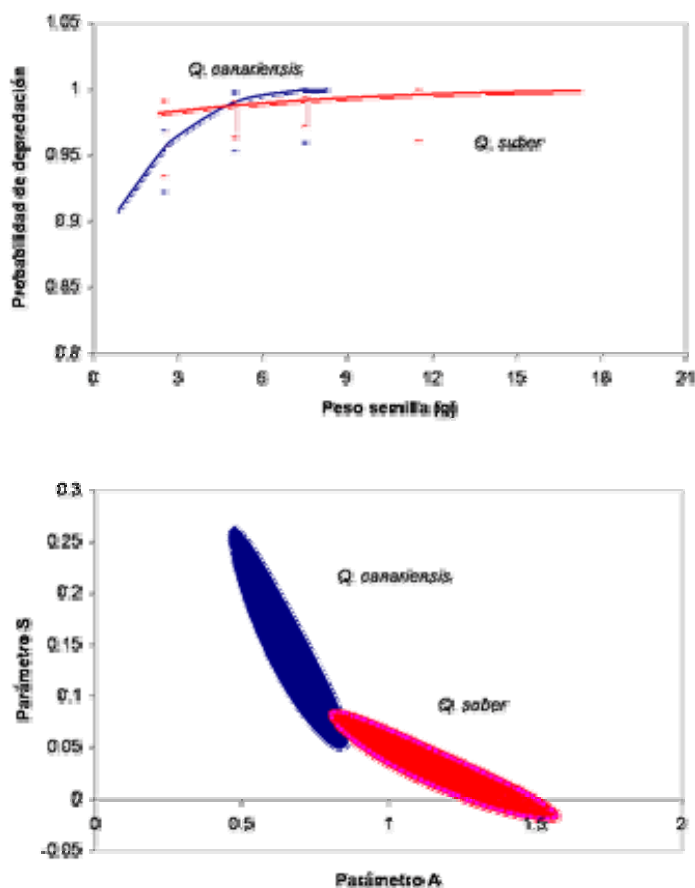 1.05
Q. canariensis
1
Probabilidad de depredación
0.95
Q. suber
0.9
0.85
0.8
0 3 6 9 12 15 18 21
Peso semilla (g)
0.3
0.25
Q. canariensis
0.2
Parámetro S
0.15
0.1
Q. suber
0.05
0
0 0.5 1 1.5 2
-0.05
Parámetro A